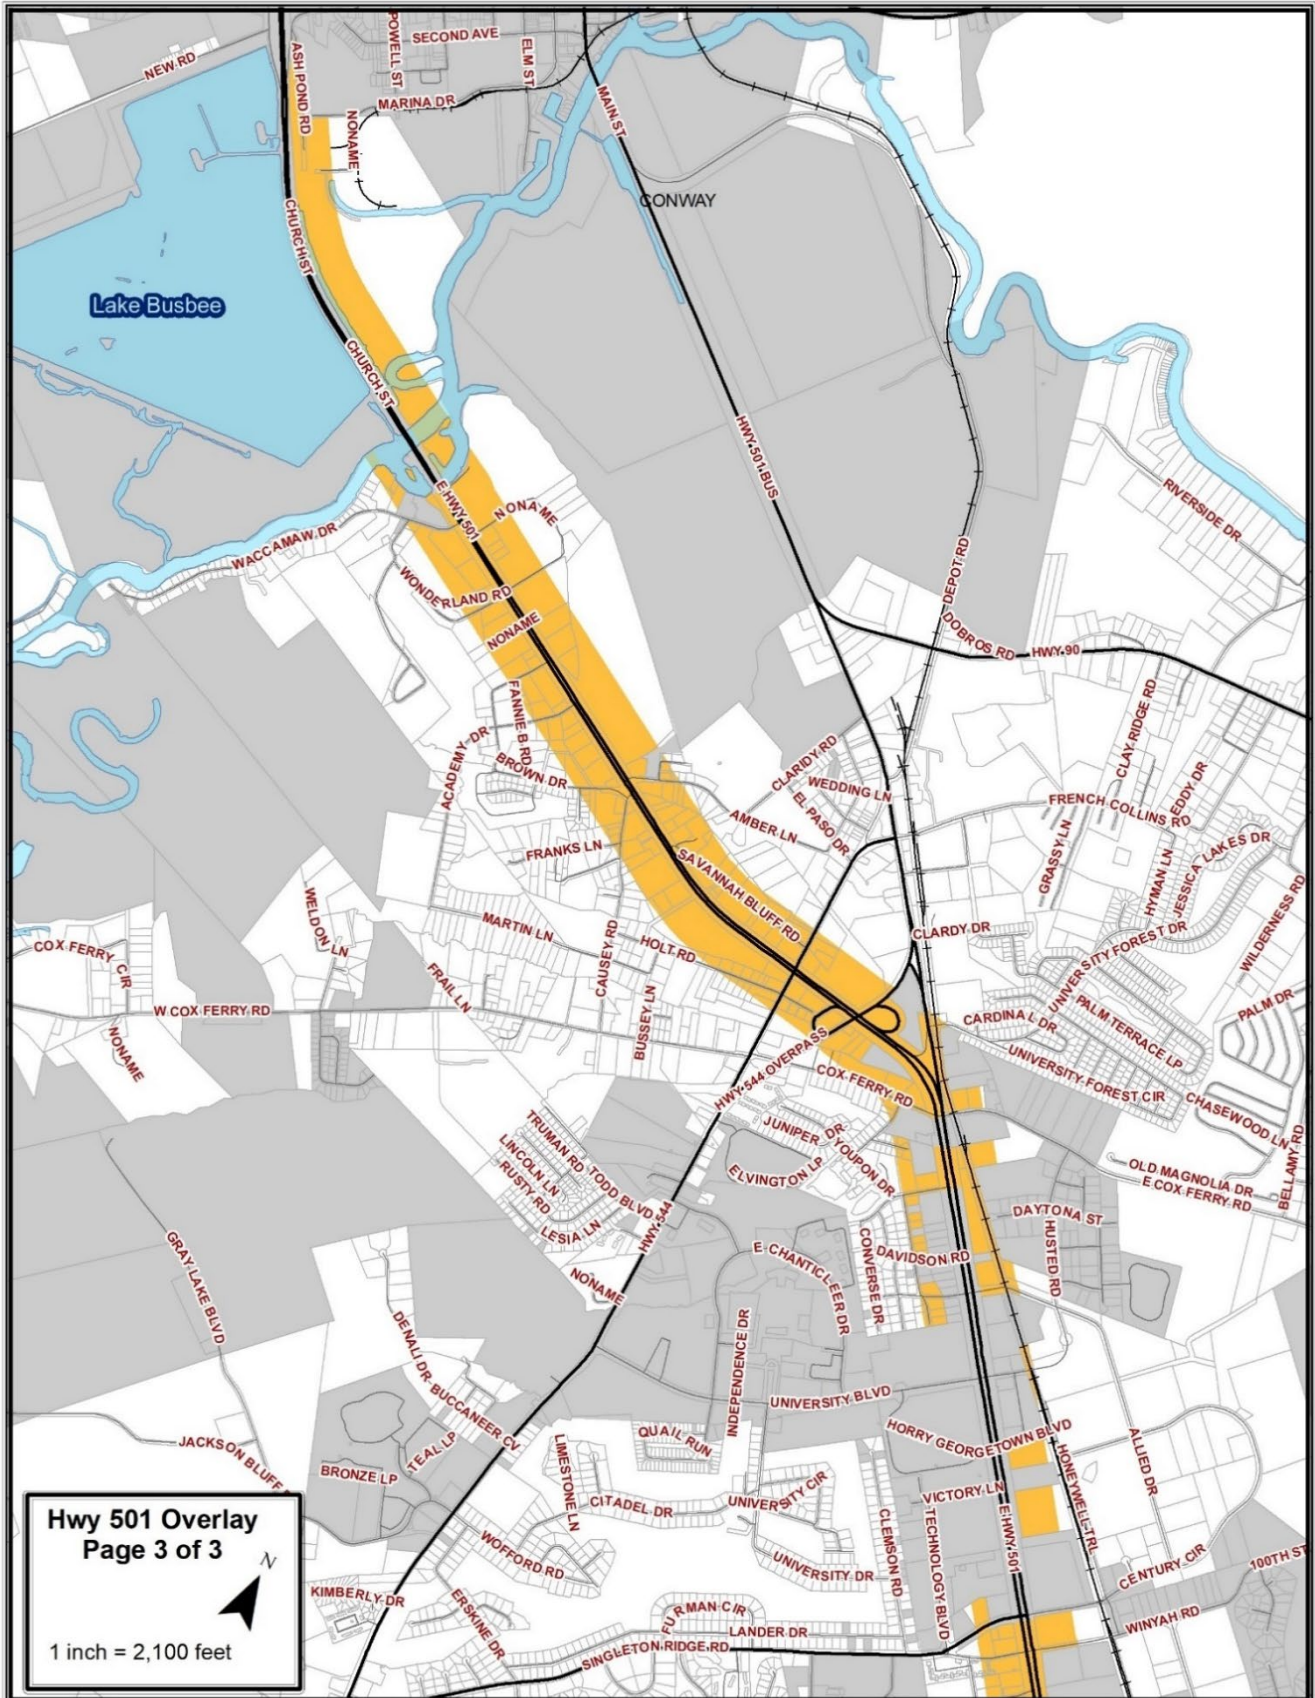 SECOND AVE
POWELL ST
ELM ST
NEW RD
ASH POND RD
MARINA DR
NONAME
MAIN ST
CONWAY
CHURCH ST
Lake Busbee
CHURCH ST
HWY 501 BUS
E HWY 501
NONAME
RIVERSIDE DR
WACCAMAW DR
WONDERLAND RD
DEPOT RD
NONAME
DOBROS RD
HWY 90
FANNIE B RD
ACADEMY DR
BROWN DR
CLARIDY RD
WEDDING LN
EL PASO DR
AMBER LN
CLAY RIDGE RD
EDDY DR
FRENCH COLLINS RD
GRASSY LN
HYMAN LN
JESSICA LAKES DR
FRANKS LN
SAVANNAH BLUFF RD
WELDON LN
MARTIN LN
HOLT RD
CAUSEY RD
CLARDY DR
UNIVERSITY FOREST DR
WILDERNESS RD
COX FERRY CIR
FRAIL LN
W COX FERRY RD
NONAME
BUSSEY LN
CARDINAL DR
PALM TERRACE LP
PALM DR
HWY 544 OVERPASS
COX FERRY RD
UNIVERSITY FOREST CIR
CHASEWOOD LN
BELLAMY RD
TRUMAN RD
LINCOLN LN
RUSTY RD
TODD BLVD
LESIA LN
JUNIPER DR
YOUPON DR
ELVINGTON LP
OLD MAGNOLIA DR
E COX FERRY RD
HWY 544
DAYTONA ST
HUSTED RD
GRAY LAKE BLVD
NONAME
E CHANTICLEER DR
CONVERSE DR
DAVIDSON RD
DENALI DR
BUCCANEER CV
INDEPENDENCE DR
UNIVERSITY BLVD
HORRY GEORGETOWN BLVD
JACKSON BLUFF
BRONZE LP
TEAL LP
LIMESTONE LN
QUAIL RUN
ALLIED DR
HONEYWELL TRL
CITADEL DR
UNIVERSITY CIR
VICTORY LN
E HWY 501
CLEMSON RD
TECHNOLOGY BLVD
WOFFORD RD
UNIVERSITY DR
CENTURY CIR
100TH ST
KIMBERLY DR
ERSKINE DR
FURMAN CIR
LANDER DR
SINGLETON RIDGE RD
WINYAH RD
Hwy 501 Overlay
Page 3 of 3
N
1 inch = 2,100 feet